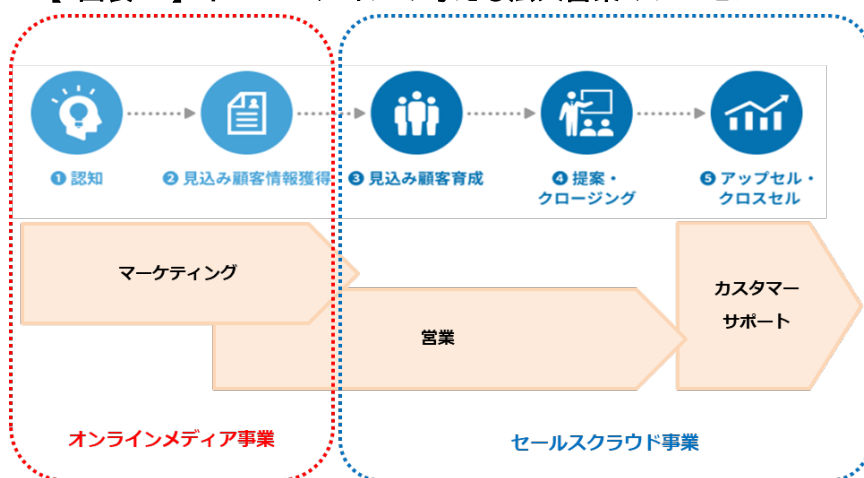 ❶ 認知
❷ 見込み顧客情報獲得
❸ 見込み顧客育成
❹ 提案・
クロージング
❺ アップセル・
クロスセル
マーケティング
営業
カスタマー
サポート
オンラインメディア事業
セールスクラウド事業